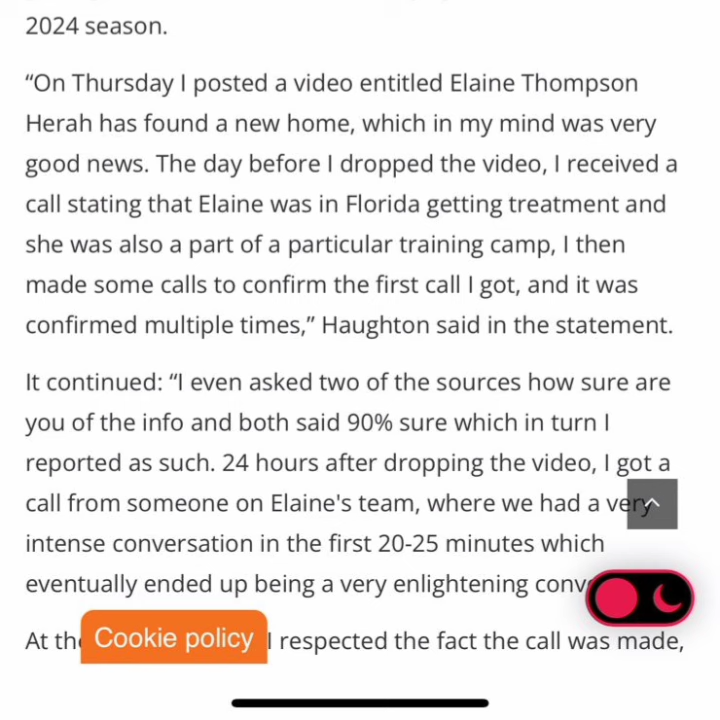 2024 season.
“On Thursday I posted a video entitled Elaine Thompson
Herah has found a new home, which in my mind was very
good news. The day before I dropped the video, I received a
call stating that Elaine was in Florida getting treatment and
she was also a part of a particular training camp, I then
made some calls to confirm the first call I got, and it was
confirmed multiple times,” Haughton said in the statement.
It continued: “I even asked two of the sources how sure are
you of the info and both said 90% sure which in turn I
reported as such. 24 hours after dropping the video, I got a
call from someone on Elaine's team, where we had a very
intense conversation in the first 20-25 minutes which
eventually ended up being a very enlightening
At Cookie policy I respected the fact the call was made,